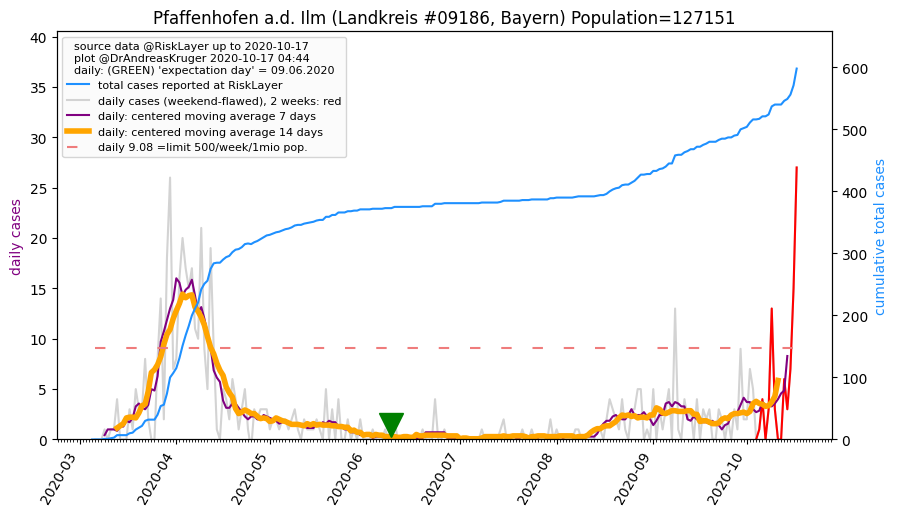 Pfaffenhofen a.d. Ilm (Landkreis #09186, Bayern) Population=127151
source data @RiskLayer up to 2020-10-17
plot @DrAndreasKruger 2020-10-17 04:44
daily: (GREEN) 'expectation day' = 09.06.2020
total cases reported at RiskLayer
daily cases (weekend-flawed), 2 weeks: red
daily: centered moving average 7 days
daily: centered moving average 14 days
daily 9.08 =limit 500/week/1mio pop.
daily cases
40
35
30
25
20
15
10
5
0
cumulative total cases
600
500
400
300
200
100
0
2020-03
2020-04
2020-05
2020-06
2020-07
2020-08
2020-09
2020-10